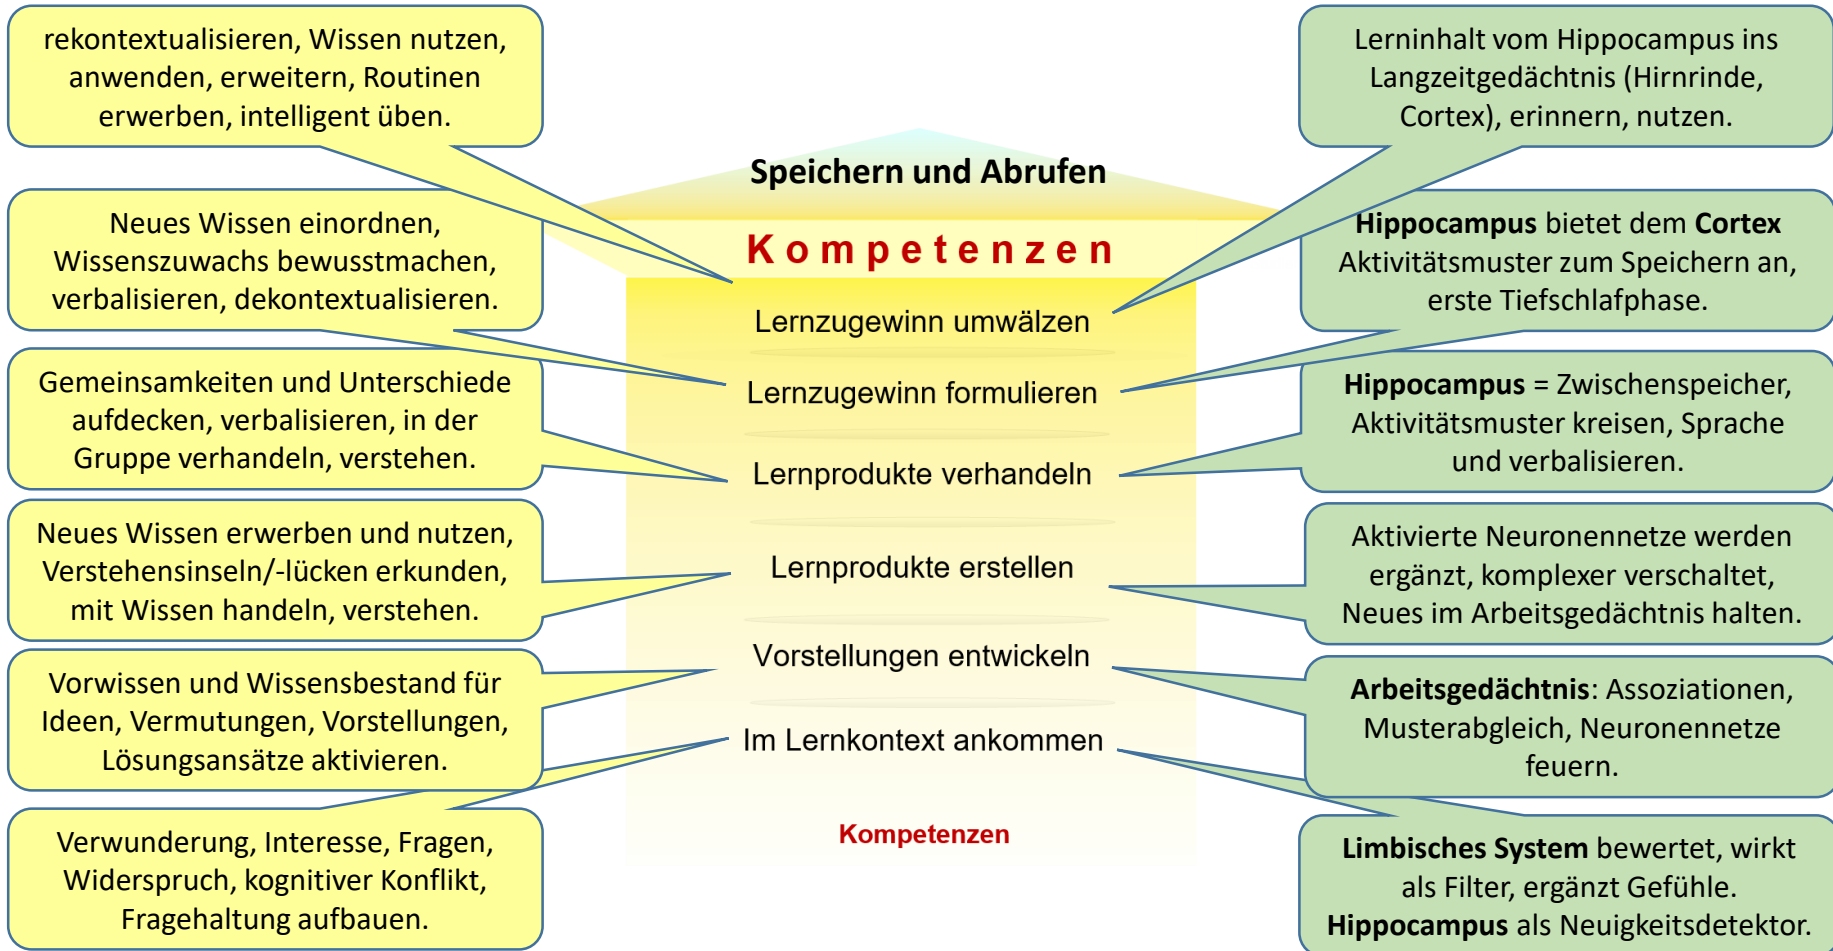 rekontextualisieren, Wissen nutzen,
anwenden, erweitern, Routinen
erwerben, intelligent üben.
Neues Wissen einordnen,
Wissenszuwachs bewusstmachen,
verbalisieren, dekontextualisieren.
Gemeinsamkeiten und Unterschiede
aufdecken, verbalisieren, in der
Gruppe verhandeln, verstehen.
Neues Wissen erwerben und nutzen,
Verstehensinseln/-lücken erkunden,
mit Wissen handeln, verstehen.
Vorwissen und Wissensbestand für
Ideen, Vermutungen, Vorstellungen,
Lösungsansätze aktivieren.
Verwunderung, Interesse, Fragen,
Widerspruch, kognitiver Konflikt,
Fragehaltung aufbauen.
Speichern und Abrufen
Kompetenzen
Lernzugewinn umwälzen
Lernzugewinn formulieren
Lernprodukte verhandeln
Lernprodukte erstellen
Vorstellungen entwickeln
Im Lernkontext ankommen
Kompetenzen
Lerninhalt vom Hippocampus ins
Langzeitgedächtnis (Hirnrinde,
Cortex), erinnern, nutzen.
Hippocampus bietet dem Cortex
Aktivitätsmuster zum Speichern an,
erste Tiefschlafphase.
Hippocampus = Zwischenspeicher,
Aktivitätsmuster kreisen, Sprache
und verbalisieren.
Aktivierte Neuronennetze werden
ergänzt, komplexer verschaltet,
Neues im Arbeitsgedächtnis halten.
Arbeitsgedächtnis: Assoziationen,
Musterabgleich, Neuronennetze
feuern.
Limbisches System bewertet, wirkt
als Filter, ergänzt Gefühle.
Hippocampus als Neuigkeitsdetektor.